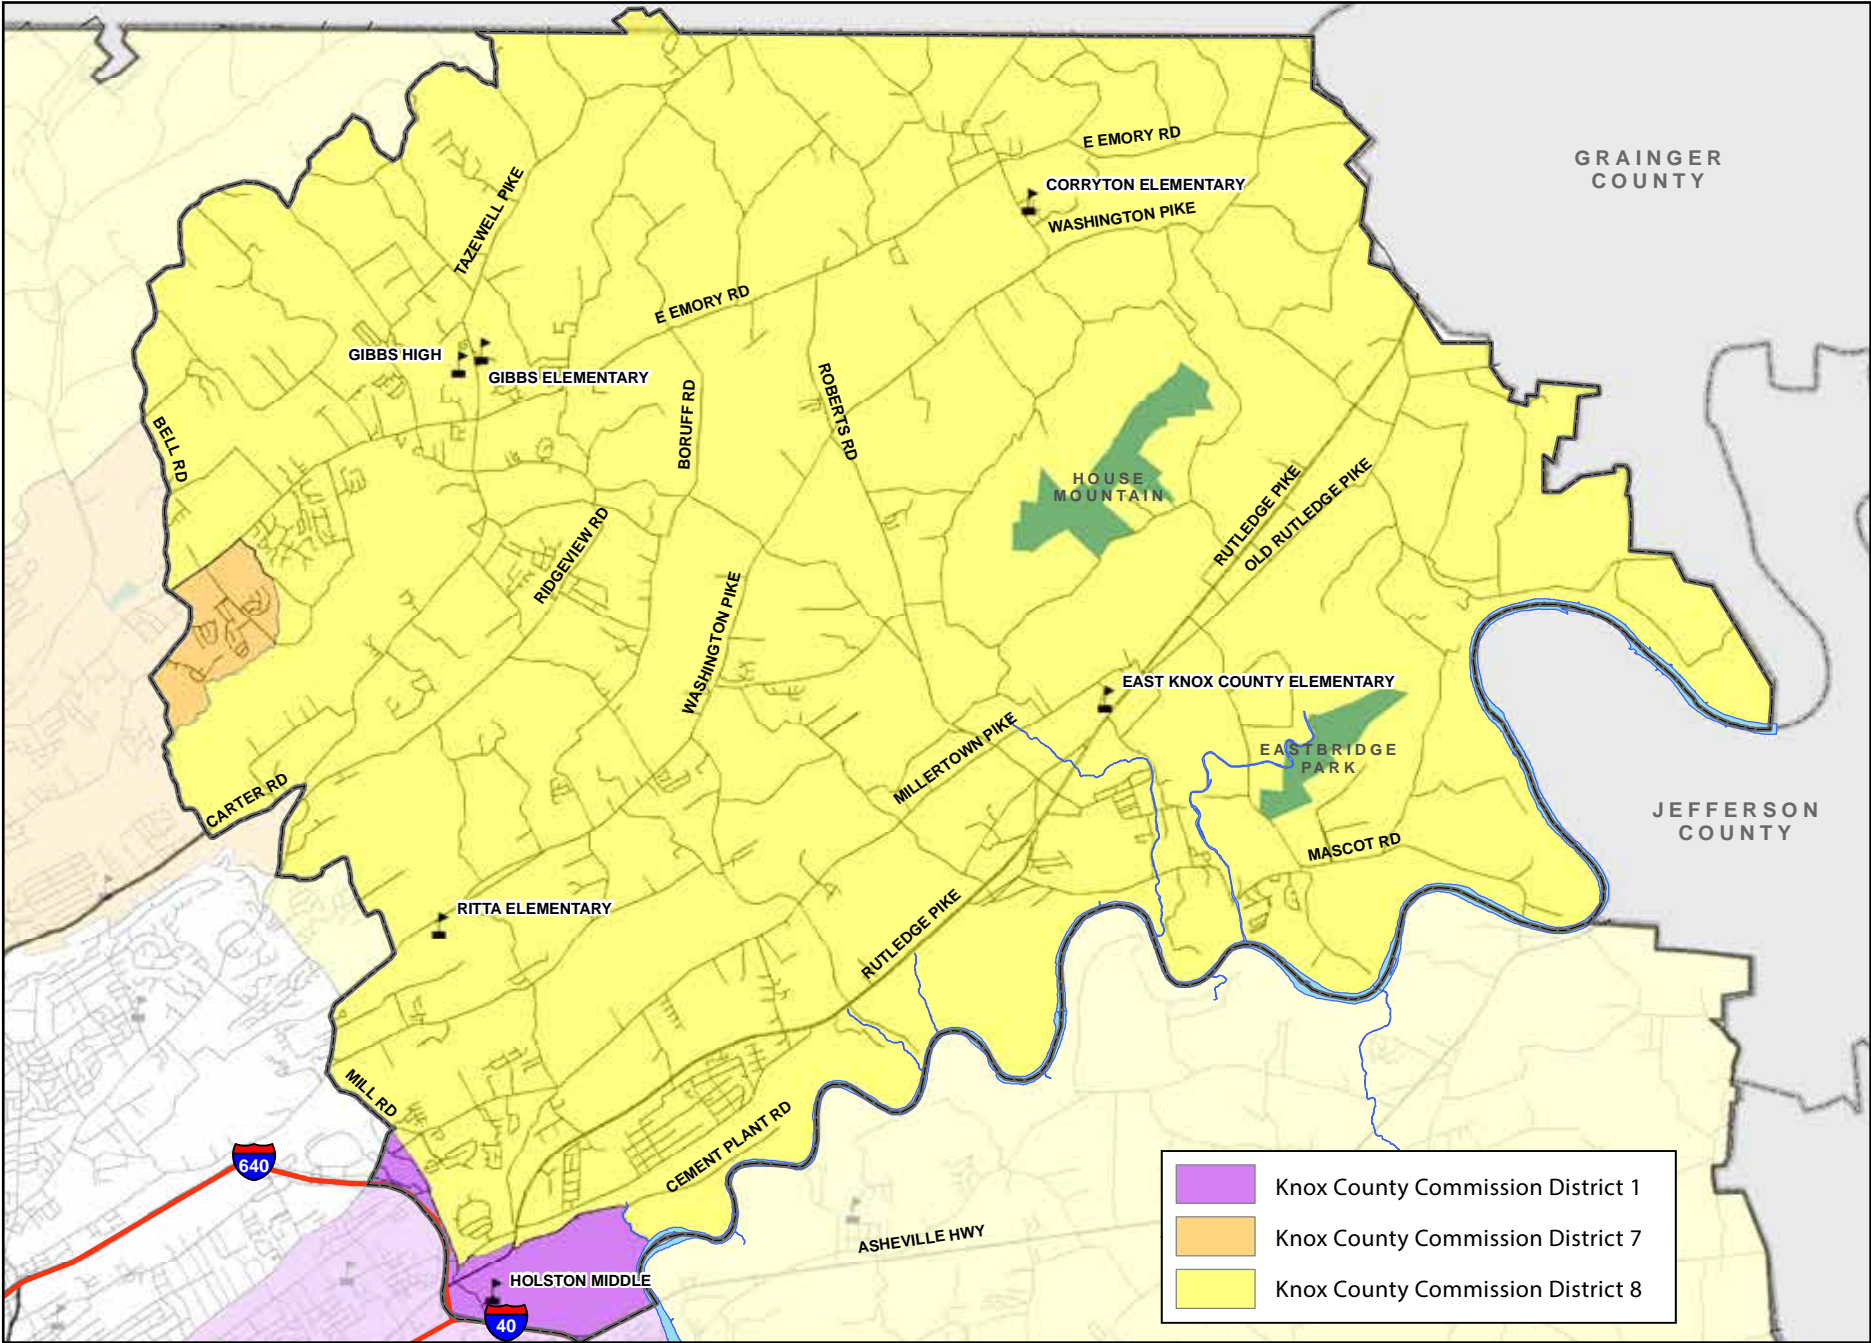 E EMORY RD
GRAINGER
COUNTY
CORRYTON ELEMENTARY
WASHINGTON PIKE
TAZEWELL PIKE
E EMORY RD
GIBBS HIGH
GIBBS ELEMENTARY
BELL RD
BORUFF RD
ROBERTS RD
HOUSE
MOUNTAIN
RUTLEDGE PIKE
OLD RUTLEDGE PIKE
RIDGEVIEW RD
WASHINGTON PIKE
EAST KNOX COUNTY ELEMENTARY
MILLERTOWN PIKE
EASTBRIDGE
PARK
CARTER RD
JEFFERSON
COUNTY
MASCOT RD
RITTA ELEMENTARY
RUTLEDGE PIKE
MILL RD
CEMENT PLANT RD
640
ASHEVILLE HWY
HOLSTON MIDDLE
40
Knox County Commission District 1
Knox County Commission District 7
Knox County Commission District 8